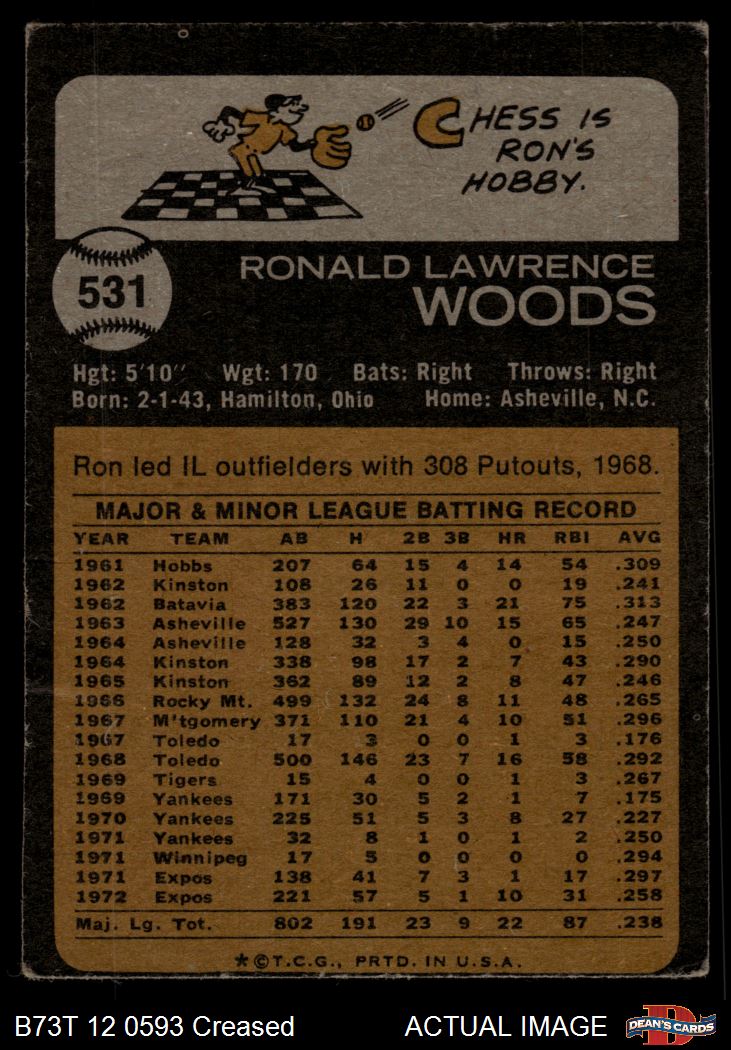 CHESS IS
RON'S
HOBBY.
531
RONALD LAWRENCE
WOODS
Hgt: 5'10" Wgt: 170 Bats: Right Throws: Right
Born: 2-1-43, Hamilton, Ohio Home: Asheville, N.C.
Ron led IL outfielders with 308 Putouts, 1968.
MAJOR & MINOR LEAGUE BATTING RECORD
YEAR TEAM AB H 2B 3B HR RBI AVG
1961 Hobbs 207 64 15 4 14 54 .309
1962 Kinston 108 26 11 0 0 19 .241
1962 Batavia 383 120 22 3 21 75 .313
1963 Asheville 527 130 29 10 15 65 .247
1964 Asheville 128 32 3 4 0 15 .250
1964 Kinston 338 98 17 2 7 43 .290
1965 Kinston 362 89 12 2 8 47 .246
1966 Rocky Mt. 499 132 24 8 11 48 .265
1967 M'tgomery 371 110 21 4 10 51 .296
1967 Toledo 17 3 0 0 1 3 .176
1968 Toledo 500 146 23 7 16 58 .292
1969 Tigers 15 4 0 0 1 3 .267
1969 Yankees 171 30 5 2 1 7 .175
1970 Yankees 225 51 5 3 8 27 .227
1971 Yankees 32 8 1 0 1 2 .250
1971 Winnipeg 17 5 0 0 0 0 .294
1971 Expos 138 41 7 3 1 17 .297
1972 Expos 221 57 5 1 10 31 .258
Maj. Lg. Tot. 802 191 23 9 22 87 .238
*©T.C.G., PRTD. IN U.S.A.
B73T 12 0593 Creased ACTUAL IMAGE DEAN'S CARDS